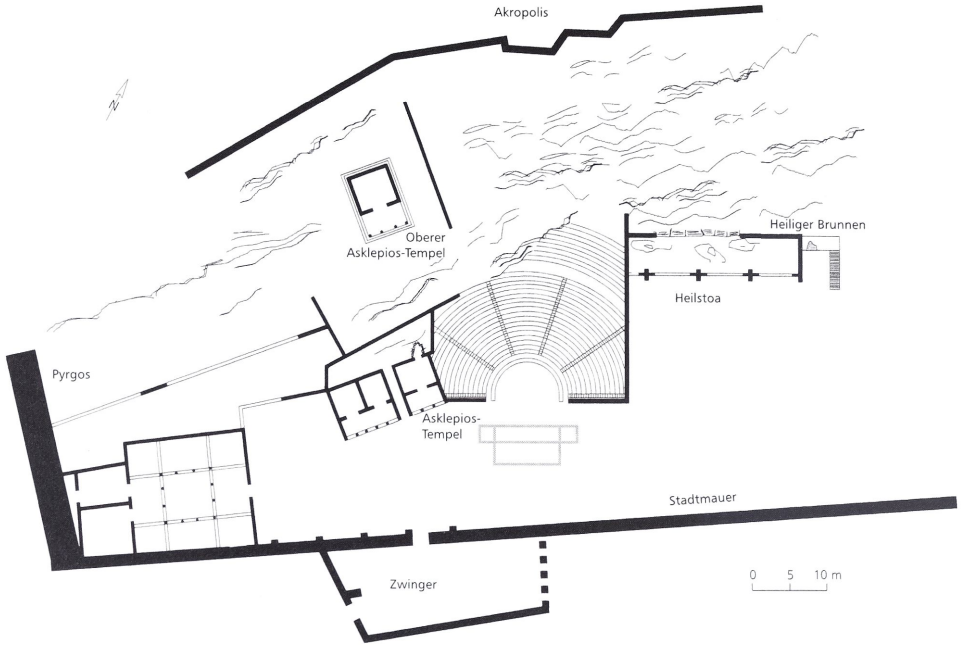 Akropolis
N
Heiliger Brunnen
Oberer
Asklepios-Tempel
Heilstoa
Pyrgos
Asklepios-
Tempel
Stadtmauer
Zwinger
0 5 10 m